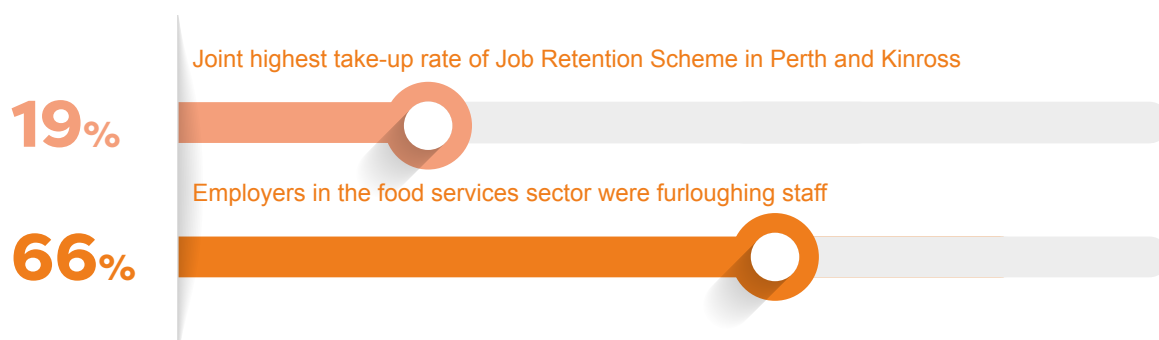 Joint highest take-up rate of Job Retention Scheme in Perth and Kinross
19%
Employers in the food services sector were furloughing staff
66%